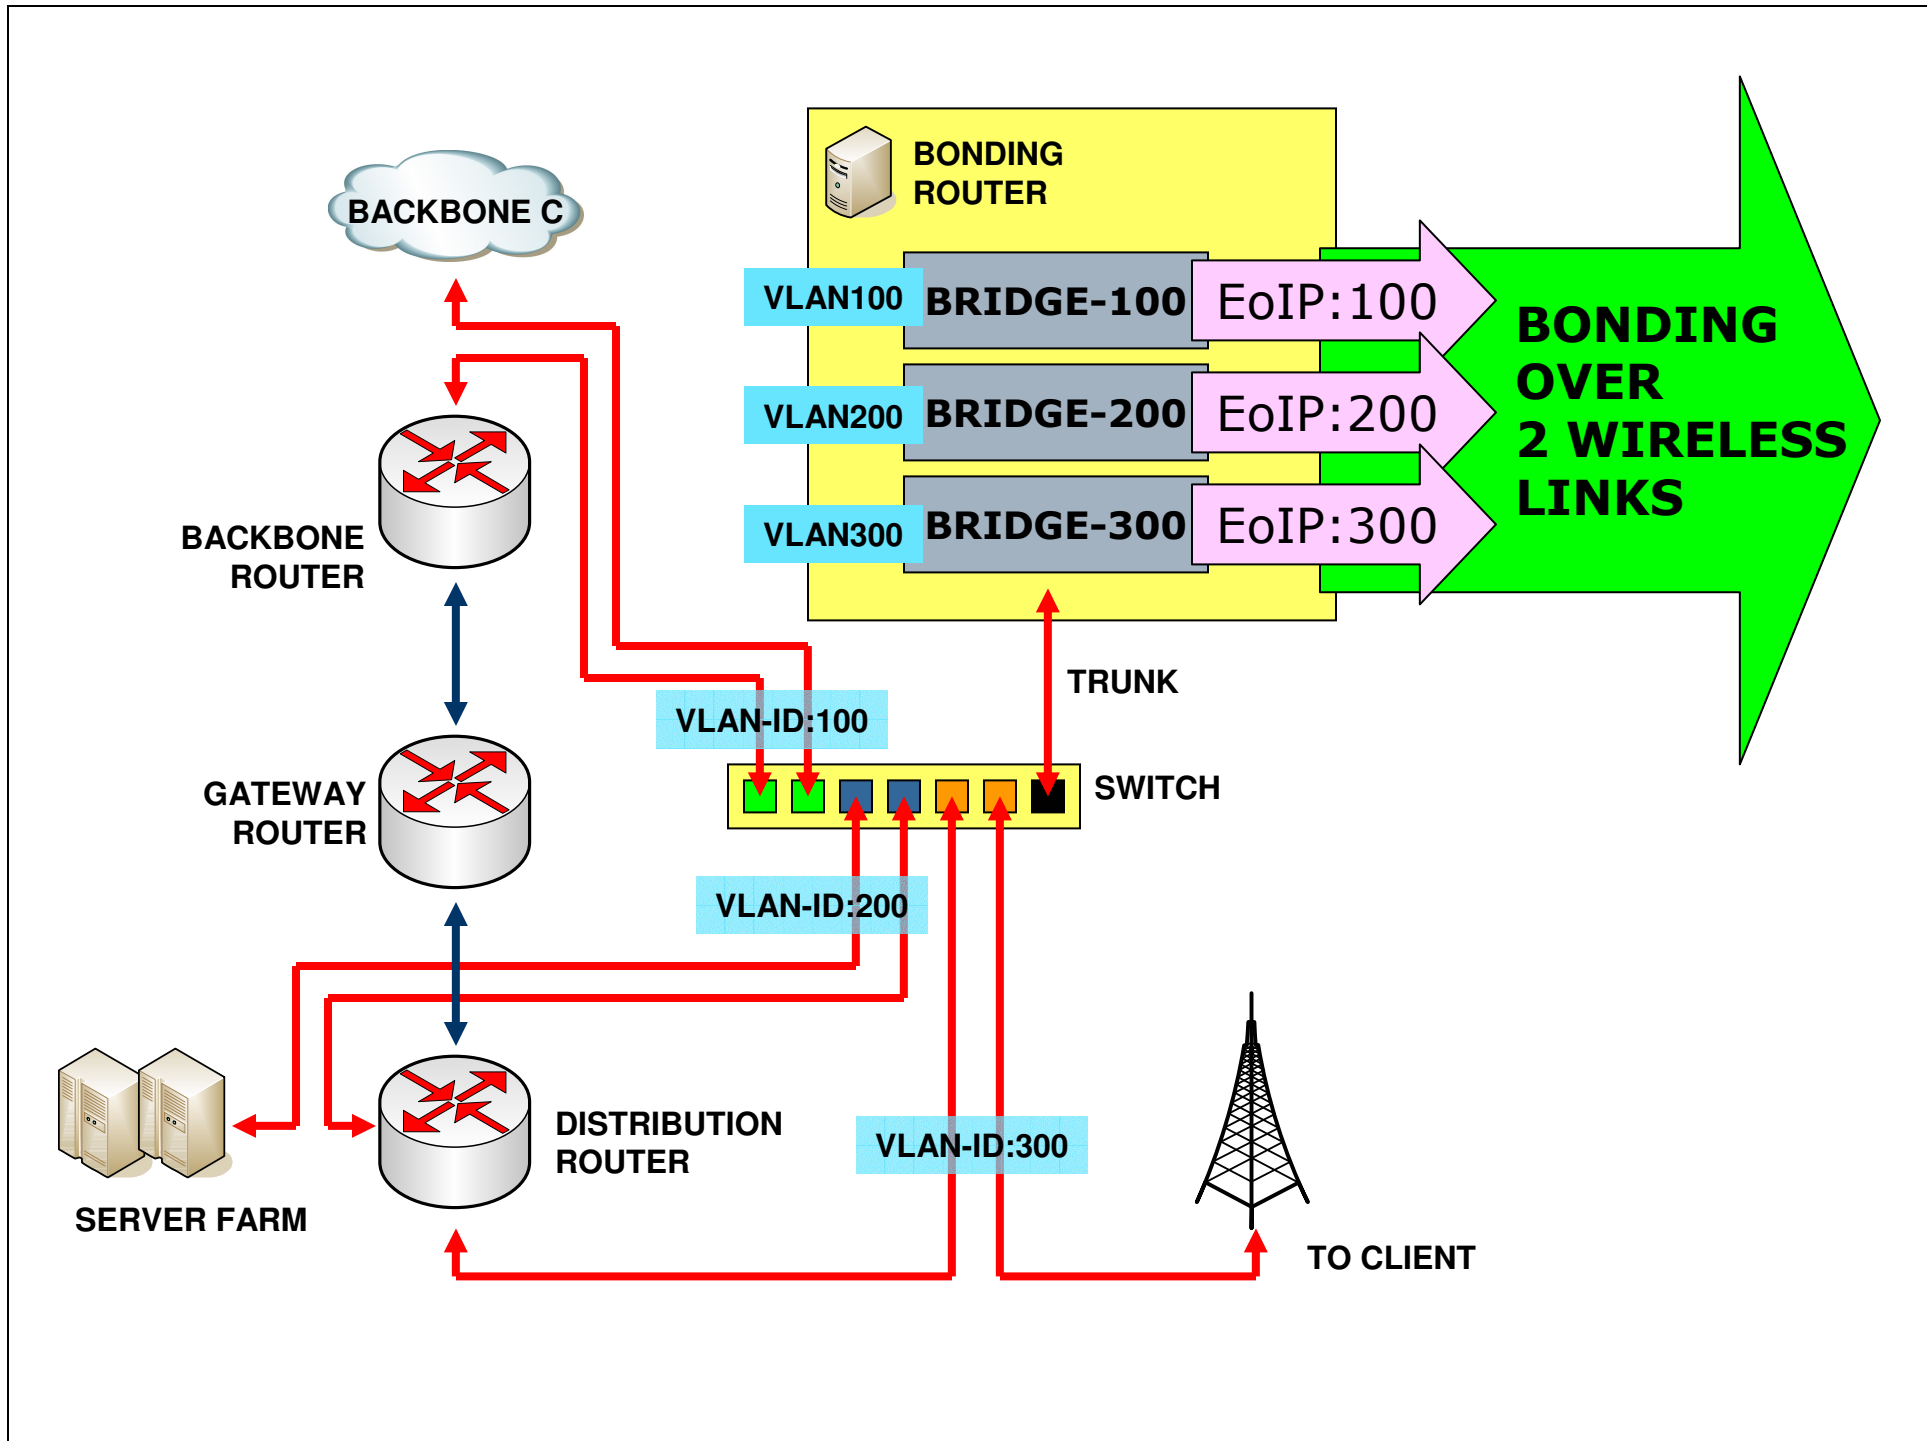 BONDING
ROUTER
BACKBONE C
VLAN100
BRIDGE-100
EoIP:100
VLAN200
BRIDGE-200
EoIP:200
VLAN300
BRIDGE-300
EoIP:300
BONDING
OVER
2 WIRELESS
LINKS
BACKBONE
ROUTER
TRUNK
VLAN-ID:100
GATEWAY
ROUTER
SWITCH
VLAN-ID:200
DISTRIBUTION
ROUTER
VLAN-ID:300
SERVER FARM
TO CLIENT